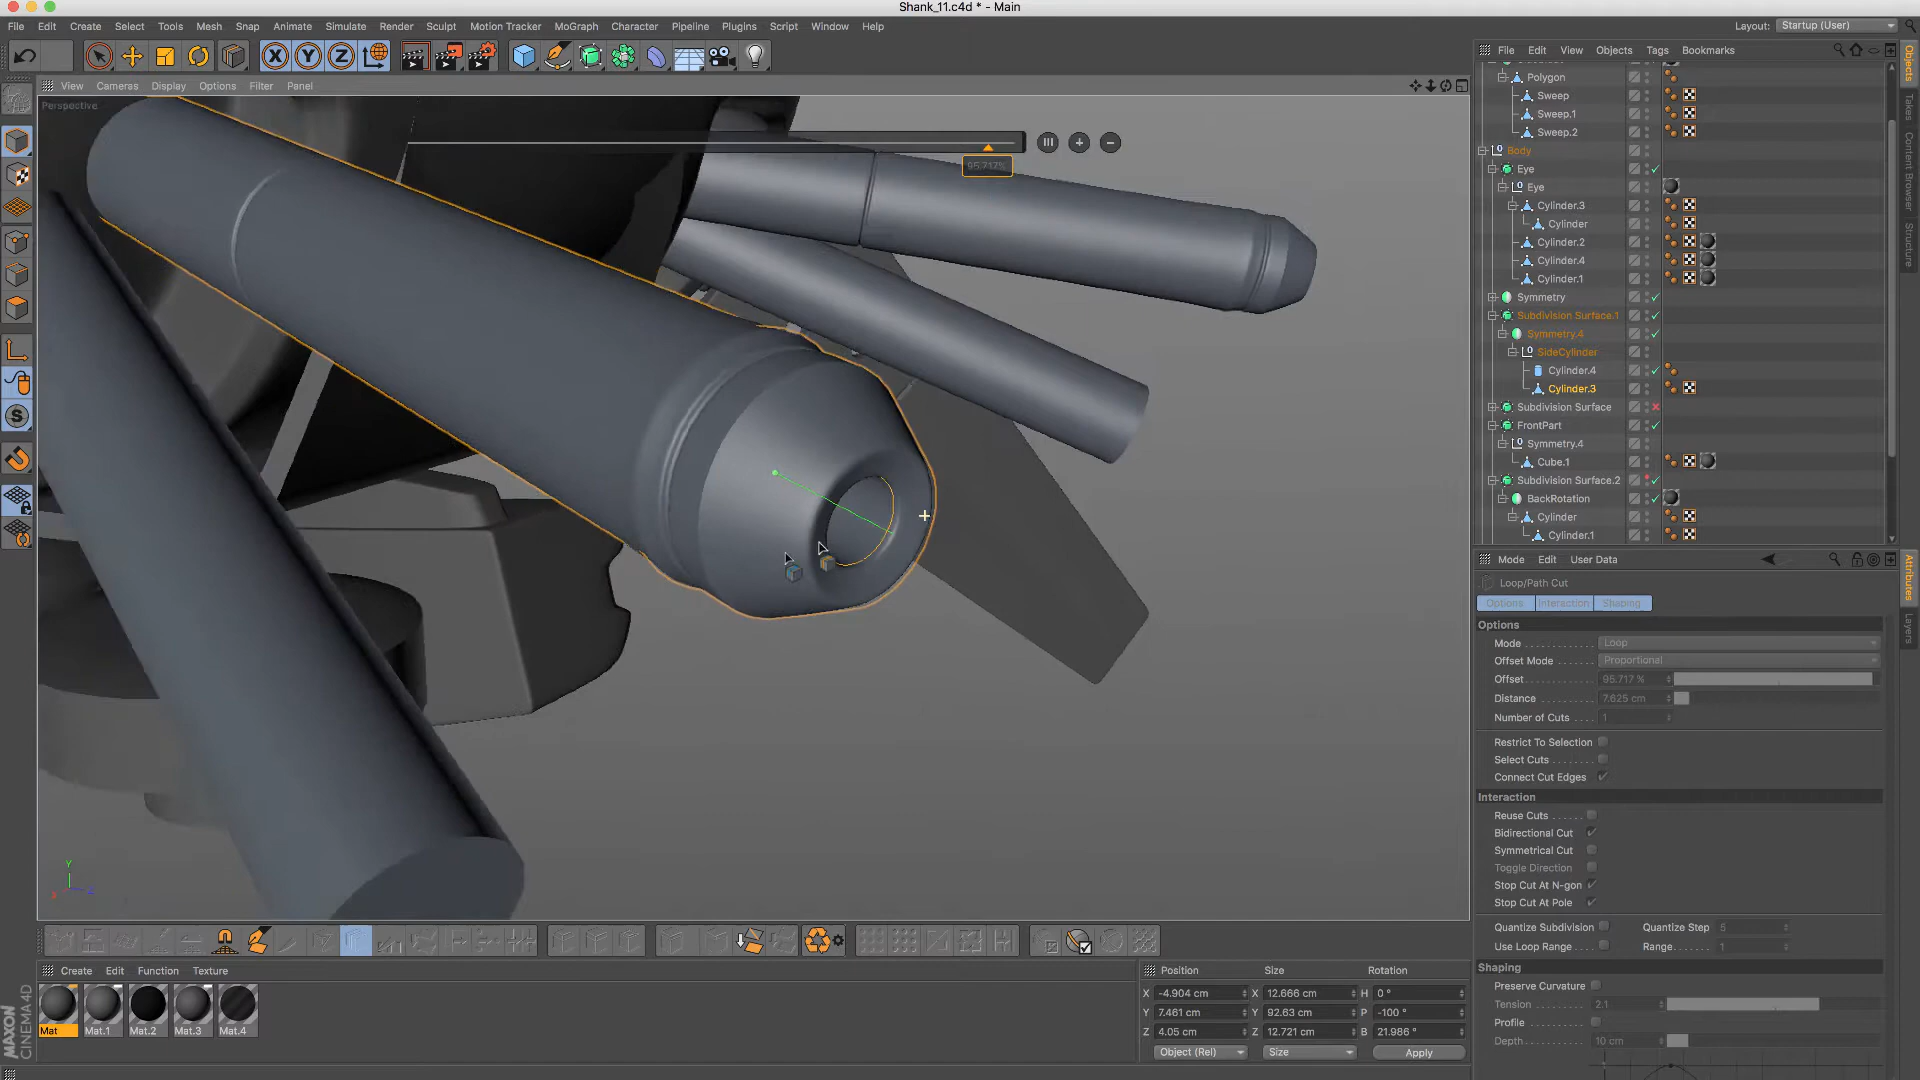 Shank_11.c4d * - Main
File Edit Create Select Tools Mesh Snap Animate Simulate Render Sculpt Motion Tracker MoGraph Character Pipeline Plugins Script Window Help
Layout: Startup (User)
View Cameras Display Options Filter Panel
Perspective
95.717%
File Edit View Objects Tags Bookmarks
Polygon
Sweep
Sweep.1
Sweep.2
Body
Eye
Eye
Cylinder.3
Cylinder
Cylinder.2
Cylinder.4
Cylinder.1
Symmetry
Subdivision Surface.1
Symmetry.4
SideCylinder
Cylinder.4
Cylinder.3
Subdivision Surface
FrontPart
Symmetry.4
Cube.1
Subdivision Surface.2
BackRotation
Cylinder
Cylinder.1
Objects
Takes
Content Browser
Structure
Mode Edit User Data
Loop/Path Cut
Options Interaction Shaping
Options
Mode Loop
Offset Mode Proportional
Offset 95.717 %
Distance 7.625 cm
Number of Cuts 1
Restrict To Selection
Select Cuts
Connect Cut Edges
Interaction
Reuse Cuts
Bidirectional Cut
Symmetrical Cut
Toggle Direction
Stop Cut At N-gon
Stop Cut At Pole
Quantize Subdivision Quantize Step 5
Use Loop Range Range 1
Shaping
Preserve Curvature
Tension 2.1
Profile
Depth 10 cm
Attributes
Layers
Create Edit Function Texture
Mat Mat.1 Mat.2 Mat.3 Mat.4
Position Size Rotation
X -4.904 cm X 12.666 cm H 0 °
Y 7.461 cm Y 92.63 cm P -100 °
Z 4.05 cm Z 12.721 cm B 21.986 °
Object (Rel) Size Apply
MAXON
CINEMA4D
X Y Z
Y
X
Z